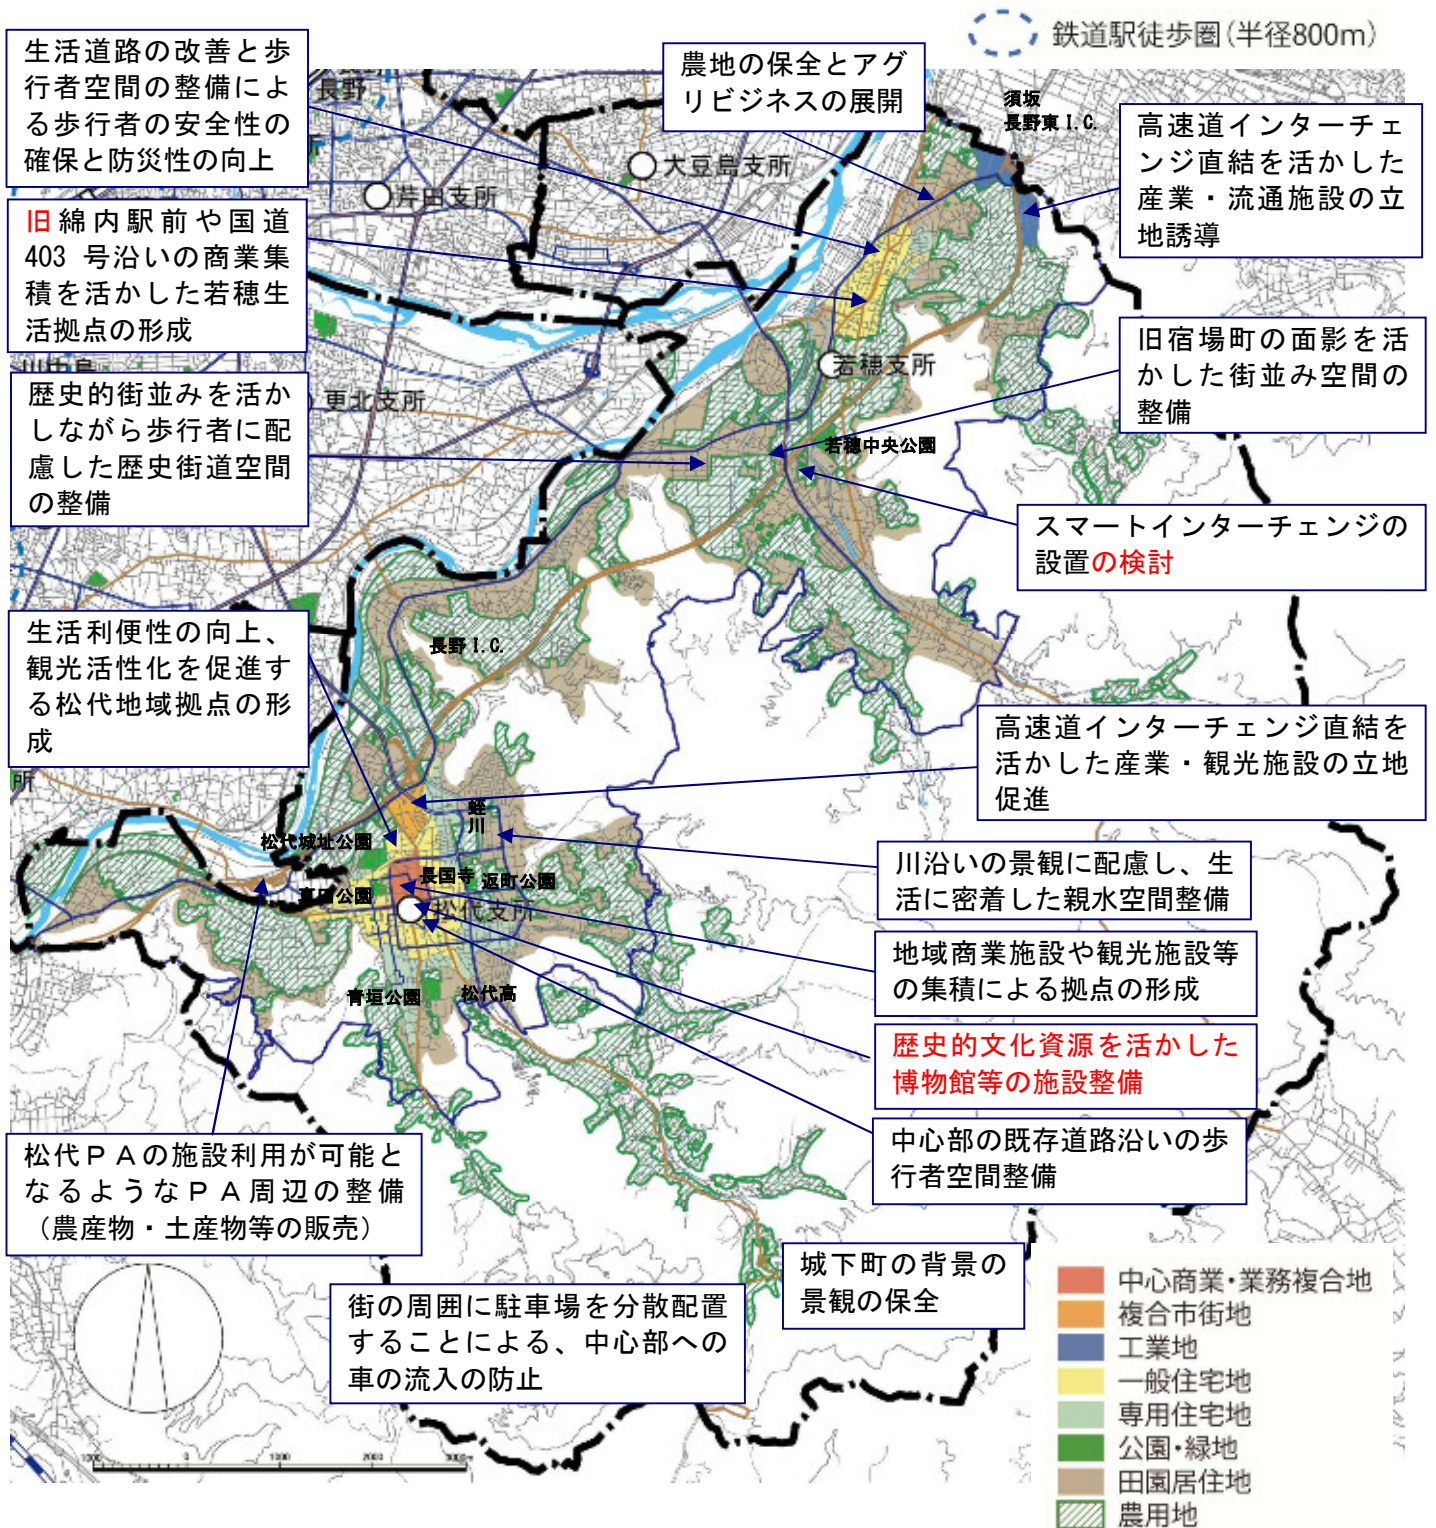 鉄道駅徒歩圏(半径800m)
生活道路の改善と歩
行者空間の整備によ
る歩行者の安全性の
確保と防災性の向上
農地の保全とアグ
リビジネスの展開
高速道インターチェ
ンジ直結を活かした
産業・流通施設の立
地誘導
旧綿内駅前や国道
403 号沿いの商業集
積を活かした若穂生
活拠点の形成
旧宿場町の面影を活
かした街並み空間の
整備
歴史的街並みを活か
しながら歩行者に配
慮した歴史街道空間
の整備
スマートインターチェンジの
設置の検討
生活利便性の向上、
観光活性化を促進す
る松代地域拠点の形
成
高速道インターチェンジ直結を
活かした産業・観光施設の立地
促進
川沿いの景観に配慮し、生
活に密着した親水空間整備
地域商業施設や観光施設等
の集積による拠点の形成
歴史的文化資源を活かした
博物館等の施設整備
中心部の既存道路沿いの歩
行者空間整備
松代ＰＡの施設利用が可能と
なるようなＰＡ周辺の整備
（農産物・土産物等の販売）
城下町の背景の
景観の保全
街の周囲に駐車場を分散配置
することによる、中心部への
車の流入の防止
長野
須坂
長野東 I.C.
大豆島支所
芹田支所
若穂支所
更北支所
若穂中央公園
長野 I.C.
所
蛭
川
松代城址公園
長国寺
返町公園
真田公園
松代支所
青垣公園
松代高
中心商業・業務複合地
複合市街地
工業地
一般住宅地
専用住宅地
公園・緑地
田園居住地
農用地
1000
0
1000
2000